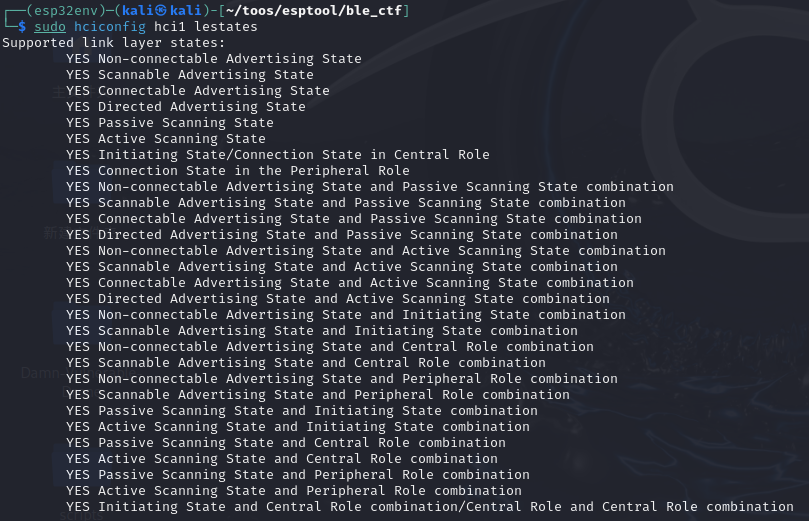 ┌──(esp32env)─(kali㉿kali)-[~/toos/esptool/ble_ctf]
└─$ sudo hciconfig hci1 lestates
Supported link layer states:
YES Non-connectable Advertising State
YES Scannable Advertising State
YES Connectable Advertising State
YES Directed Advertising State
YES Passive Scanning State
YES Active Scanning State
YES Initiating State/Connection State in Central Role
YES Connection State in the Peripheral Role
YES Non-connectable Advertising State and Passive Scanning State combination
YES Scannable Advertising State and Passive Scanning State combination
YES Connectable Advertising State and Passive Scanning State combination
YES Directed Advertising State and Passive Scanning State combination
YES Non-connectable Advertising State and Active Scanning State combination
YES Scannable Advertising State and Active Scanning State combination
YES Connectable Advertising State and Active Scanning State combination
YES Directed Advertising State and Active Scanning State combination
YES Non-connectable Advertising State and Initiating State combination
YES Scannable Advertising State and Initiating State combination
YES Non-connectable Advertising State and Central Role combination
YES Scannable Advertising State and Central Role combination
YES Non-connectable Advertising State and Peripheral Role combination
YES Scannable Advertising State and Peripheral Role combination
YES Passive Scanning State and Initiating State combination
YES Active Scanning State and Initiating State combination
YES Passive Scanning State and Central Role combination
YES Active Scanning State and Central Role combination
YES Passive Scanning State and Peripheral Role combination
YES Active Scanning State and Peripheral Role combination
YES Initiating State and Central Role combination/Central Role and Central Role combination